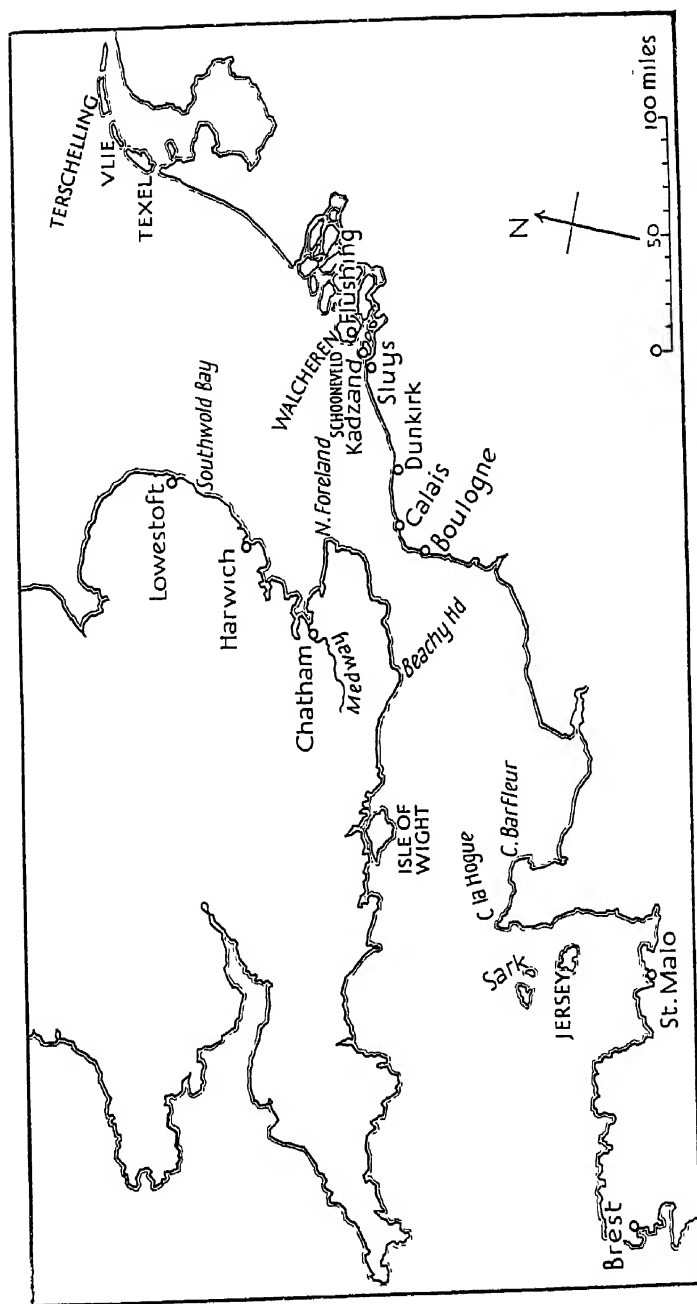 TERSCHELLING
VLIE
TEXEL
Lowestoft
Southwold Bay
Harwich
Chatham
Medway
N. Foreland
WALCHEREN
Flushing
SCHOONEVELD
Kadzand
Sluys
Dunkirk
Calais
Boulogne
Beachy Hd
ISLE OF
WIGHT
C la Hogue
C. Barfleur
Sark
JERSEY
St. Malo
Brest
N
0 50 100 miles